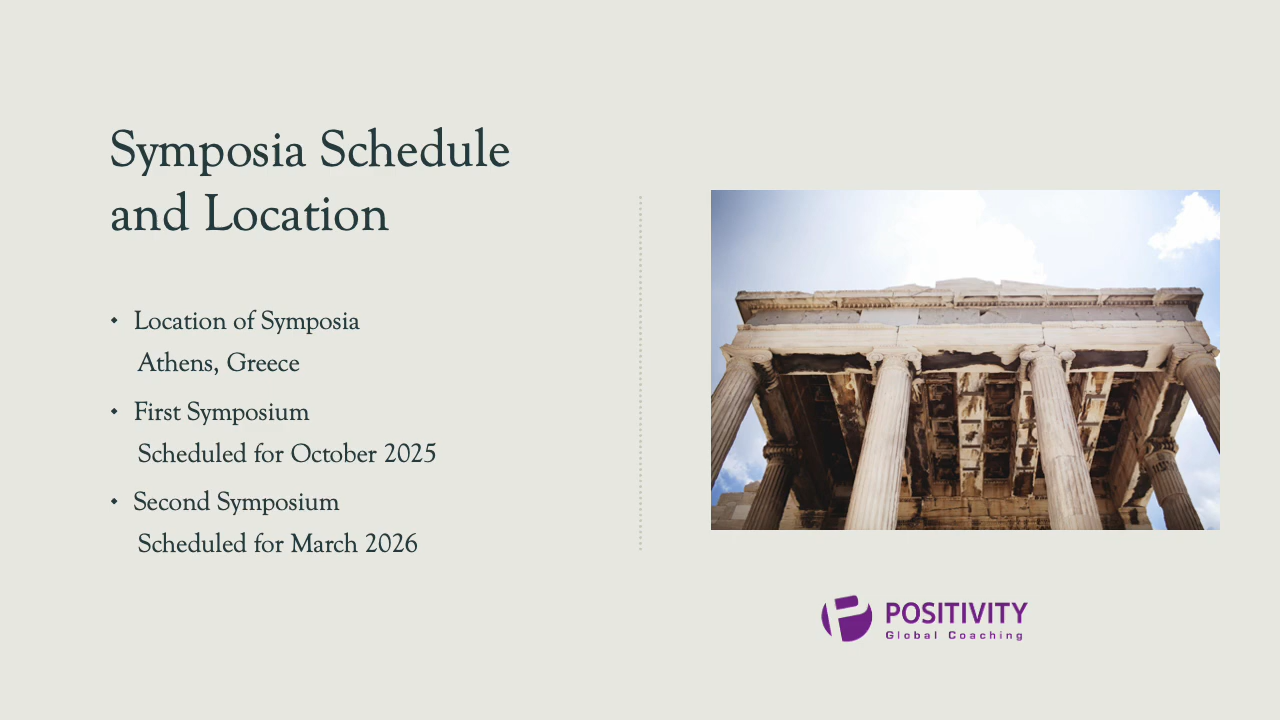 Symposia Schedule
and Location
• Location of Symposia
Athens, Greece
• First Symposium
Scheduled for October 2025
• Second Symposium
Scheduled for March 2026
POSITIVITY
Global Coaching